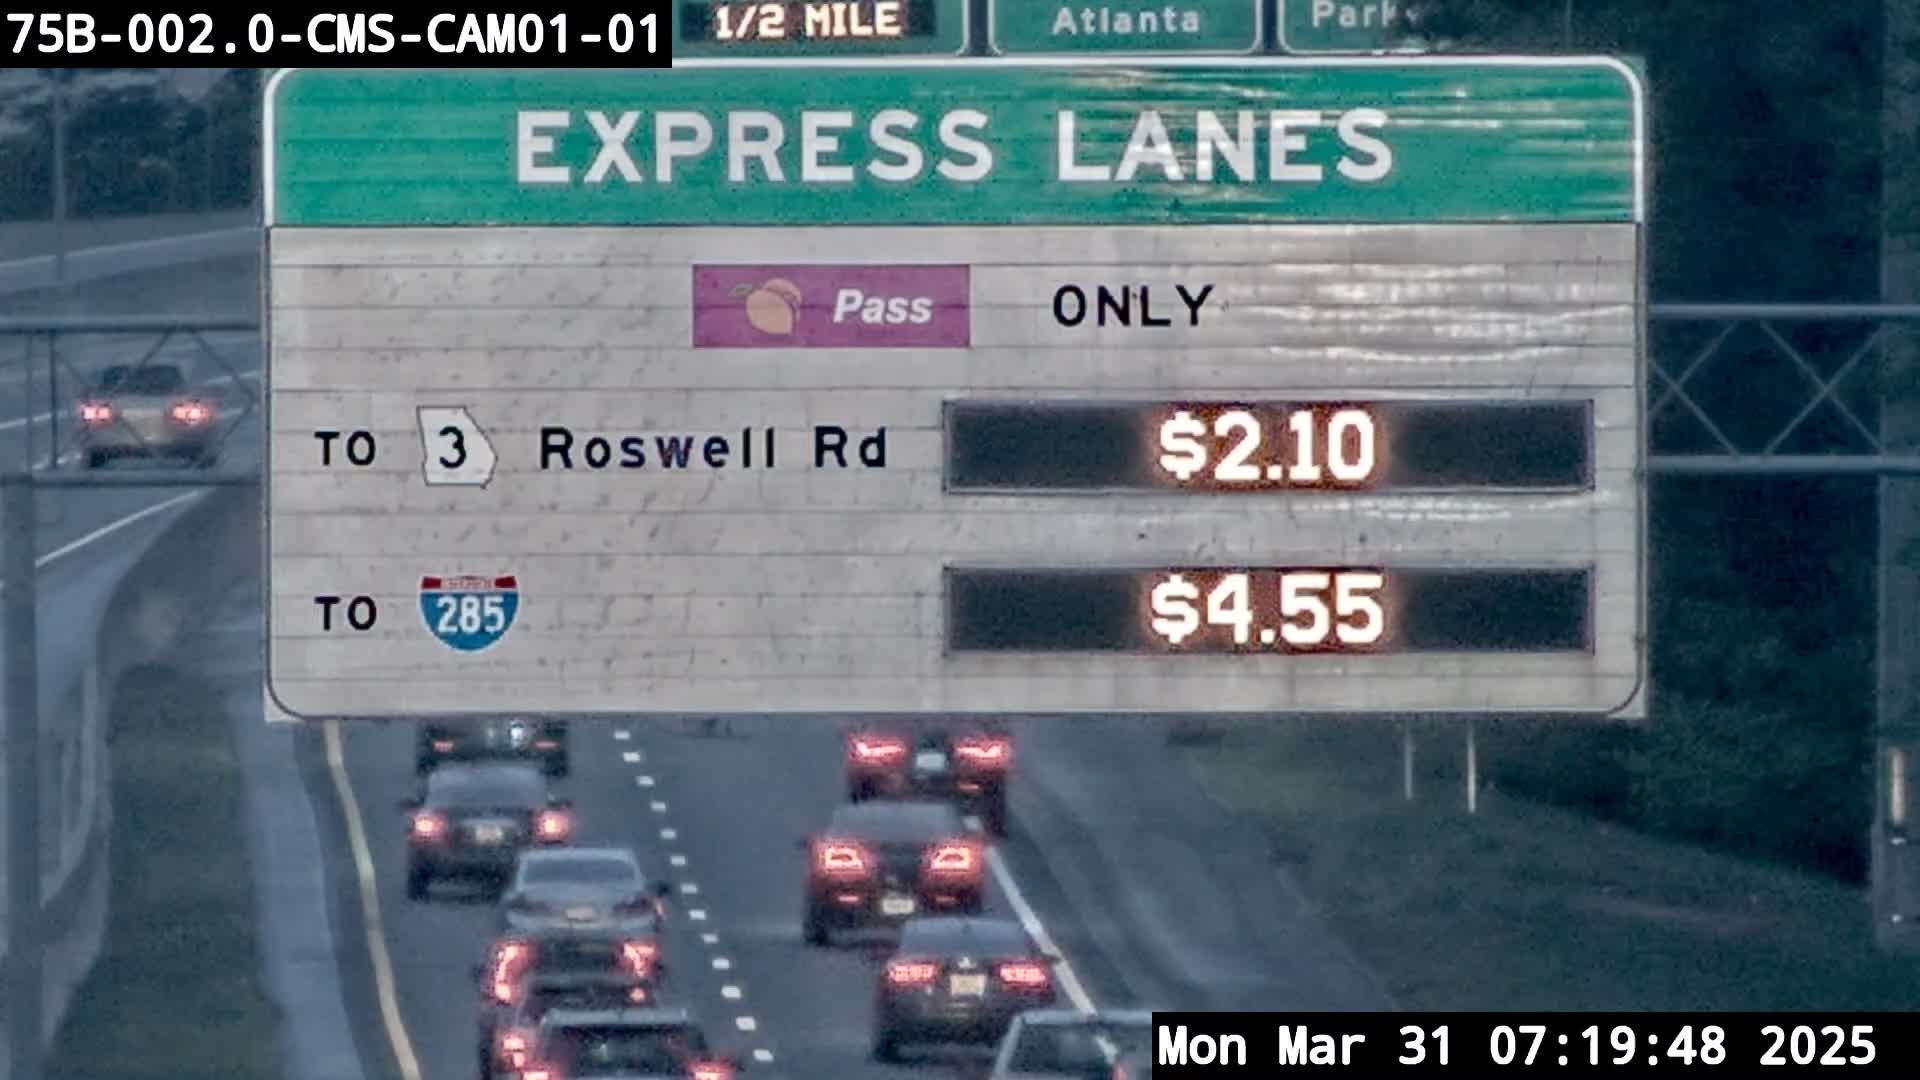 75B-002.0-CMS-CAM01-01
1/2 MILE
Atlanta
EXPRESS LANES
Pass ONLY
TO 3 Roswell Rd $2.10
TO 285 $4.55
Mon Mar 31 07:19:48 2025